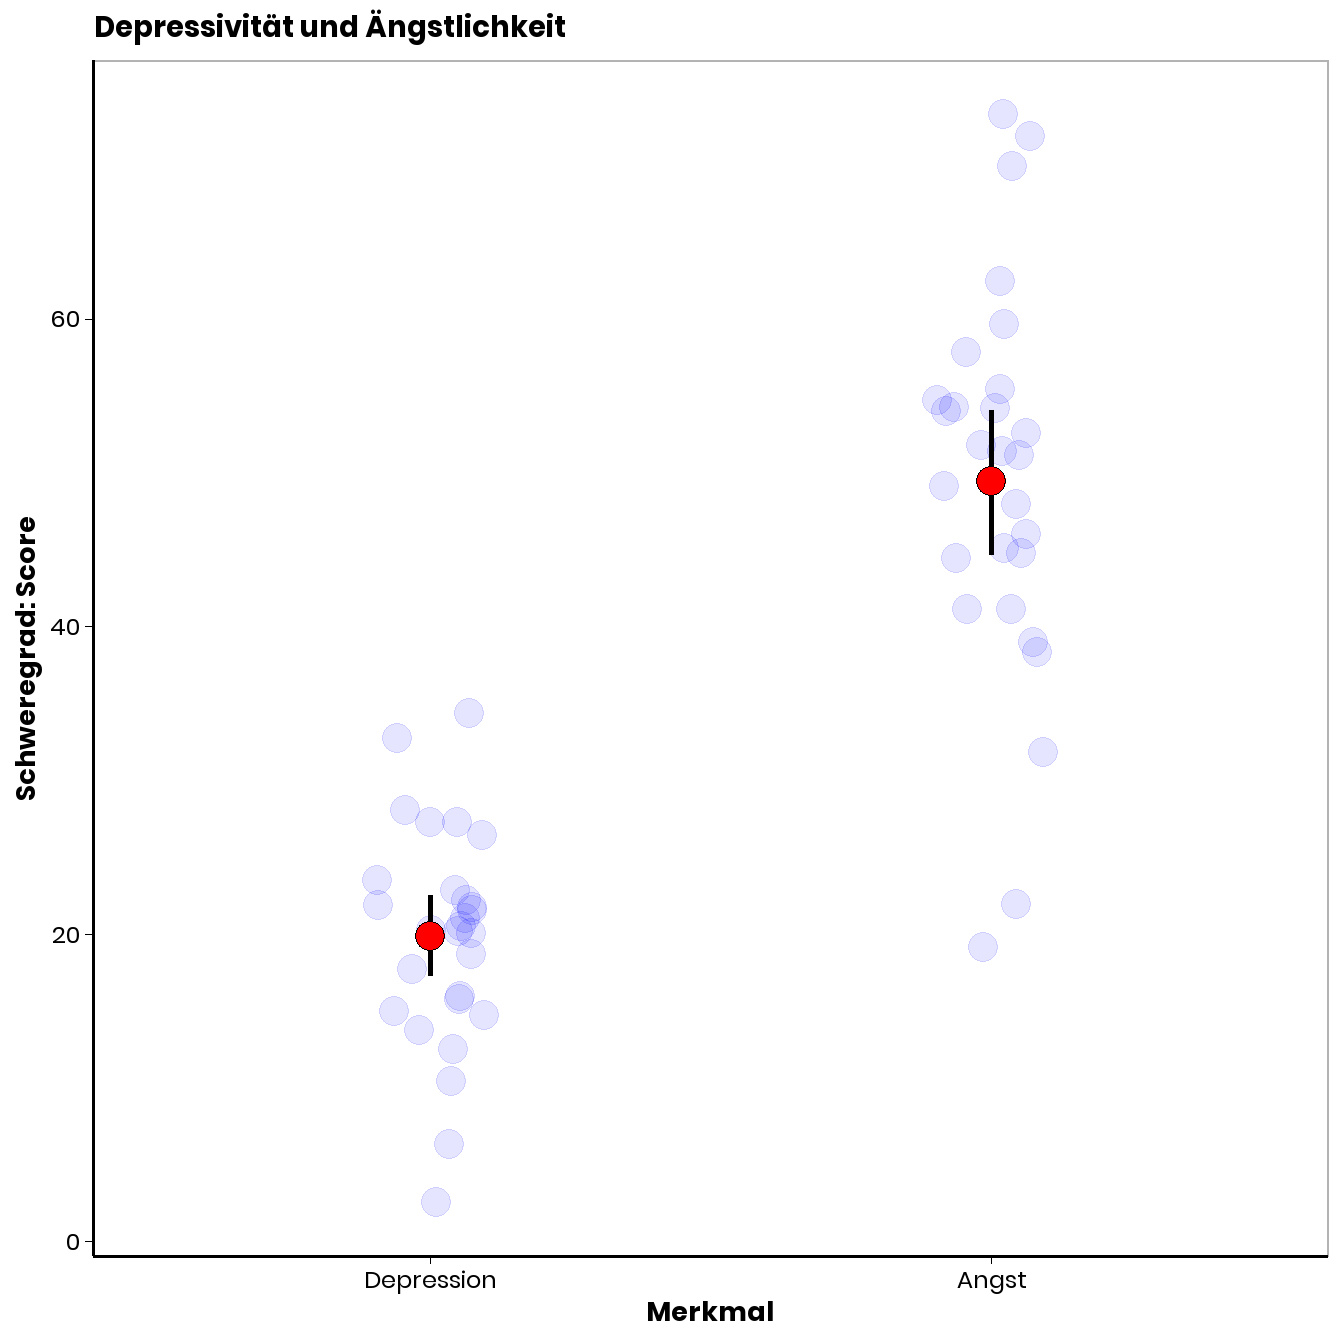 Depressivität und Ängstlichkeit
Schweregrad: Score
60
40
20
0
Depression
Angst
Merkmal